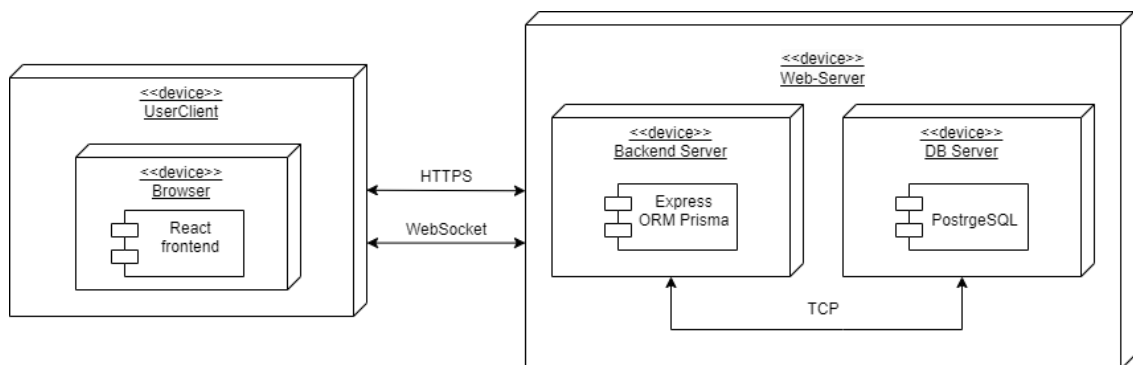 <<device>>
UserClient
<<device>>
Browser
React
frontend
HTTPS
WebSocket
<<device>>
Web-Server
<<device>>
Backend Server
Express
ORM Prisma
<<device>>
DB Server
PostrgeSQL
TCP